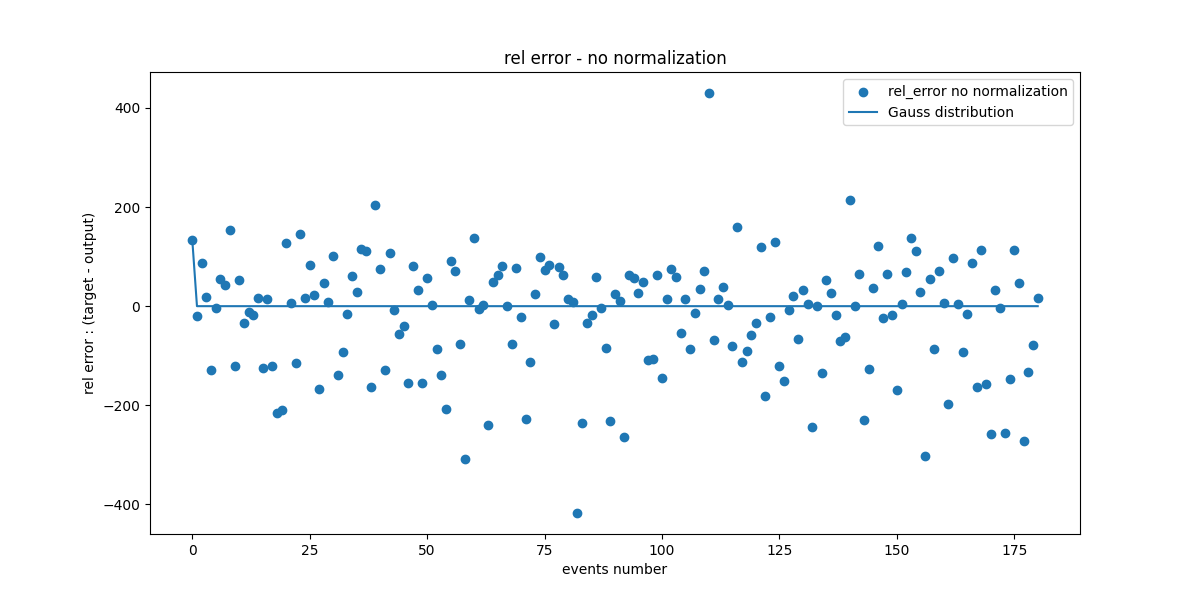 rel error - no normalization
rel_error no normalization
Gauss distribution
rel error : (target - output)
400
200
0
−200
−400
0 25 50 75 100 125 150 175
events number